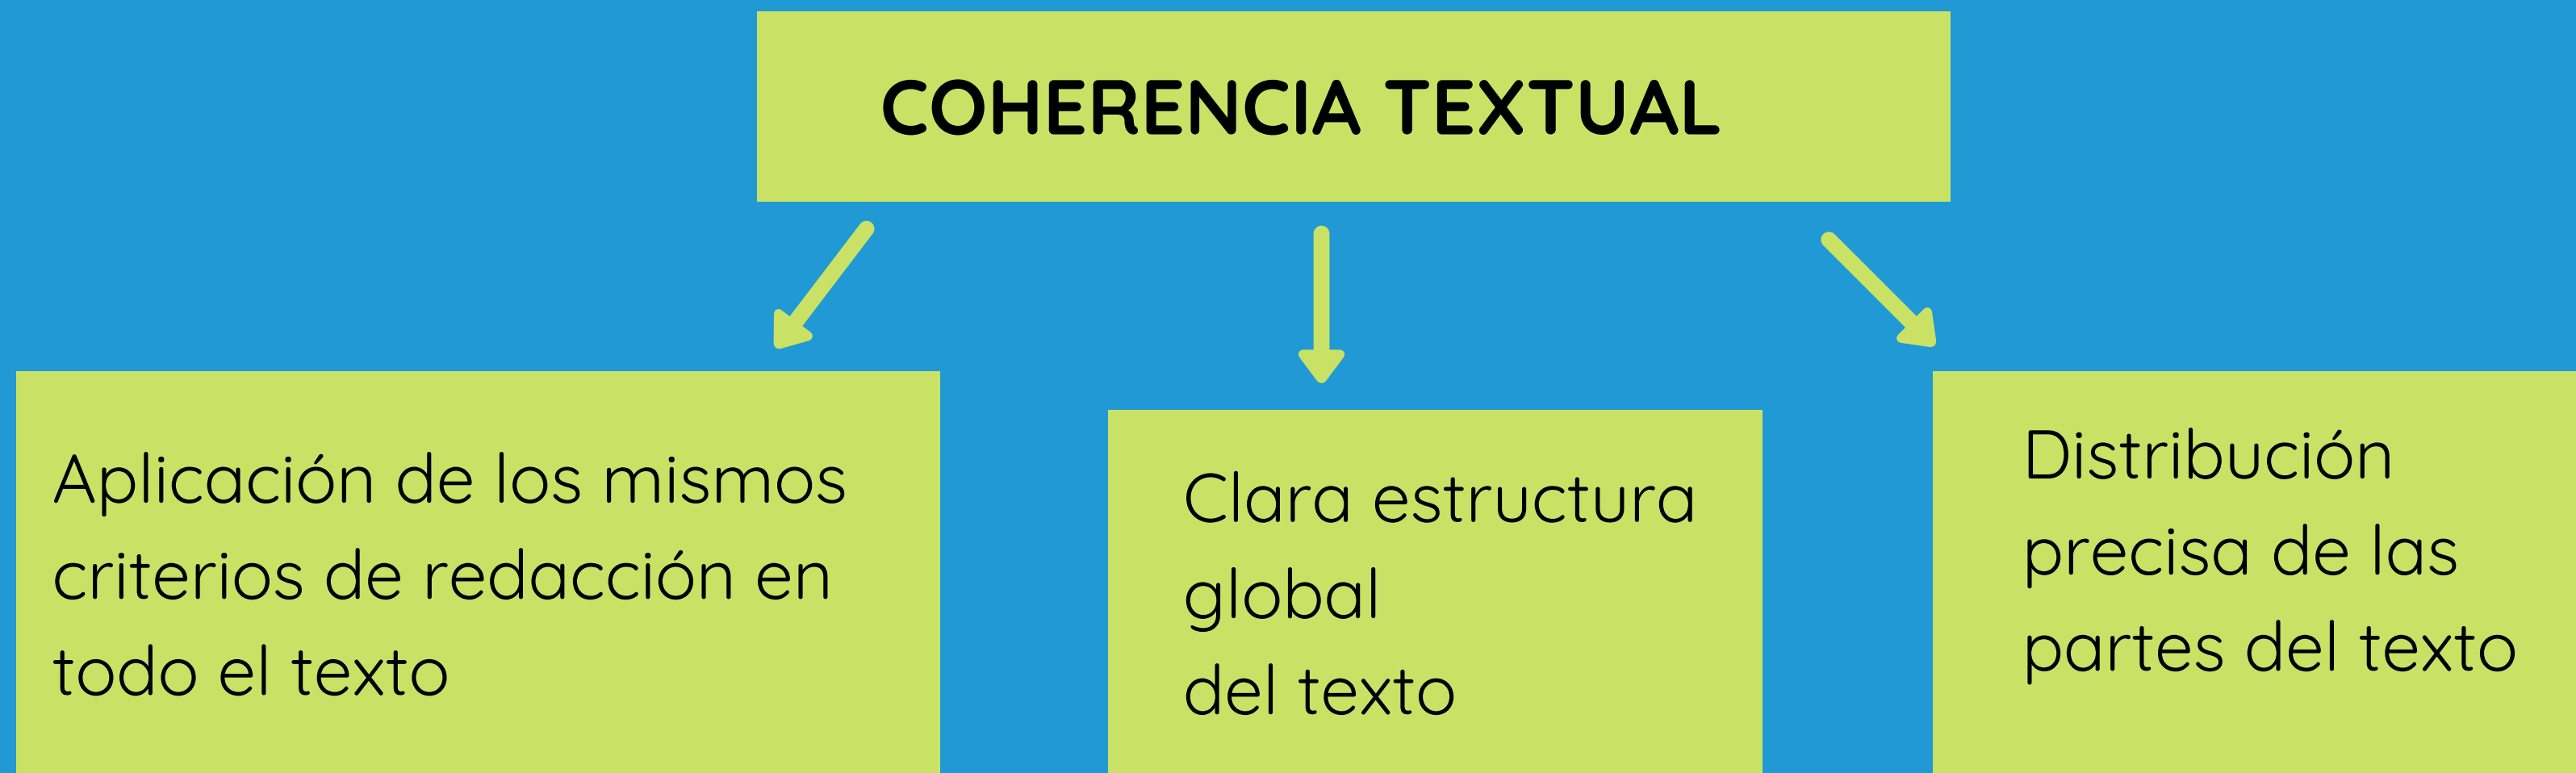 COHERENCIA TEXTUAL
Aplicación de los mismos
criterios de redacción en
todo el texto
Clara estructura
global
del texto
Distribución
precisa de las
partes del texto